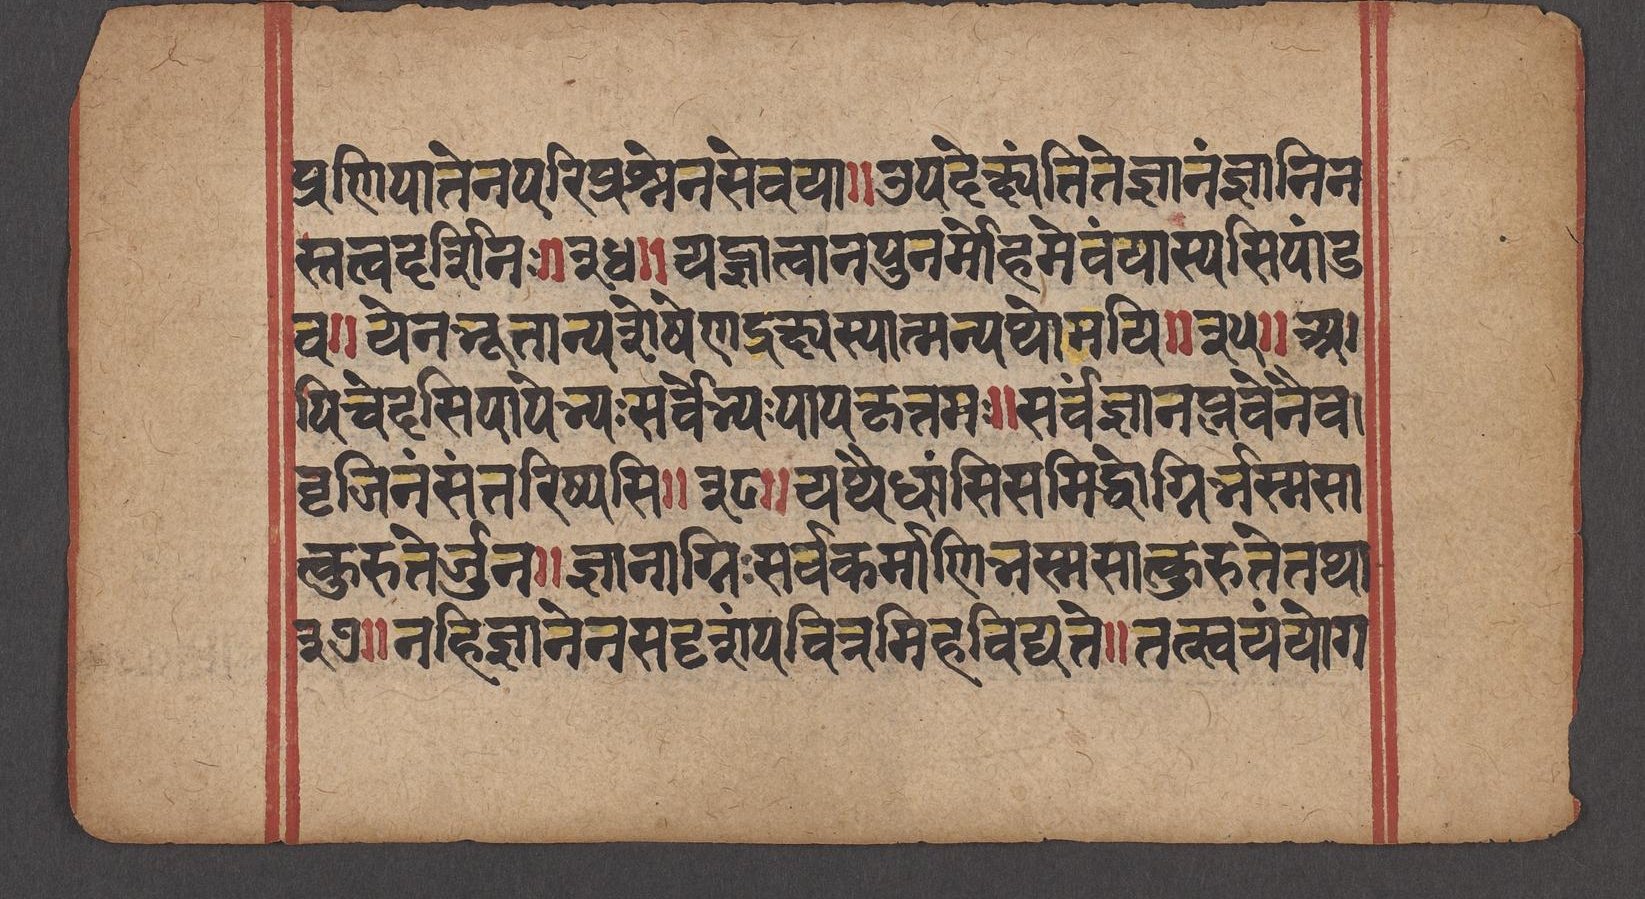 प्रणिपातेनपरिप्रश्नेनसेवया॥उपदेक्ष्यंतितेज्ञानंज्ञानिन
स्तत्वदर्शिनः॥३४॥यज्ज्ञात्वानपुनर्मोहमेवंयास्यसिपांड
व॥येनभूतान्यशेषेणद्रक्ष्यस्यात्मन्यथोमयि॥३५॥अ।
पिचेदसिपापेभ्यःसर्वेभ्यःपापकृत्तमः॥सर्वंज्ञानप्लवेनैव।
वृजिनंसंतरिष्यसि॥३६॥यथैधांसिसमिद्धोग्निर्भस्मसा
त्कुरुतेर्जुन॥ज्ञानाग्निःसर्वकर्माणिभस्मसात्कुरुतेतथा
३७॥नहिज्ञानेनसदृशंपवित्रमिहविद्यते॥तत्स्वयंयोग